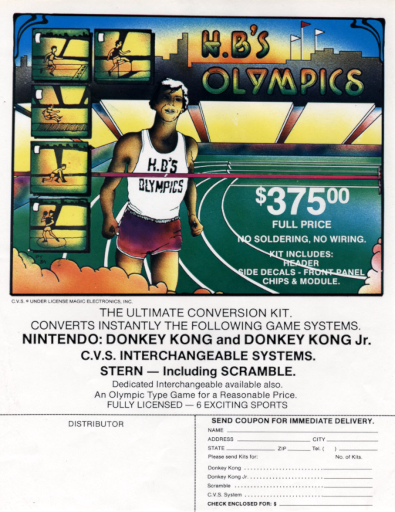 H.B'S
OLYMPICS
H.B'S
OLYMPICS
$375.00
FULL PRICE
NO SOLDERING, NO WIRING.
KIT INCLUDES:
HEADER
SIDE DECALS - FRONT PANEL
CHIPS & MODULE.
C.V.S. ® UNDER LICENSE MAGIC ELECTRONICS, INC.
THE ULTIMATE CONVERSION KIT.
CONVERTS INSTANTLY THE FOLLOWING GAME SYSTEMS.
NINTENDO: DONKEY KONG and DONKEY KONG Jr.
C.V.S. INTERCHANGEABLE SYSTEMS.
STERN — Including SCRAMBLE.
Dedicated Interchangeable available also.
An Olympic Type Game for a Reasonable Price.
FULLY LICENSED — 6 EXCITING SPORTS
DISTRIBUTOR
SEND COUPON FOR IMMEDIATE DELIVERY.
NAME
ADDRESS CITY
STATE ZIP Tel. ( )
Please send Kits for: No. of Kits.
Donkey Kong
Donkey Kong Jr.
Scramble
C.V.S. System
CHECK ENCLOSED FOR: $